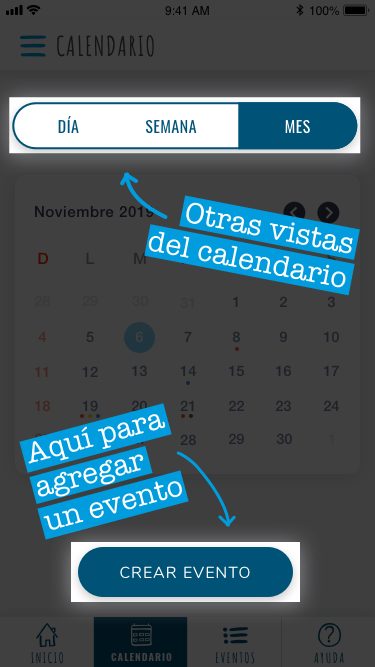 9:41 AM 100%
CALENDARIO
DÍA SEMANA MES
Noviembre 2019
Otras vistas
del calendario
D L M
28 29 30 31 1 2 3
4 5 6 7 8 9 10
11 12 13 14 15 16 17
18 19 20 21 22 23 24
28 29 30 1
Aquí para
agregar
un evento
CREAR EVENTO
INICIO CALENDARIO EVENTOS AYUDA